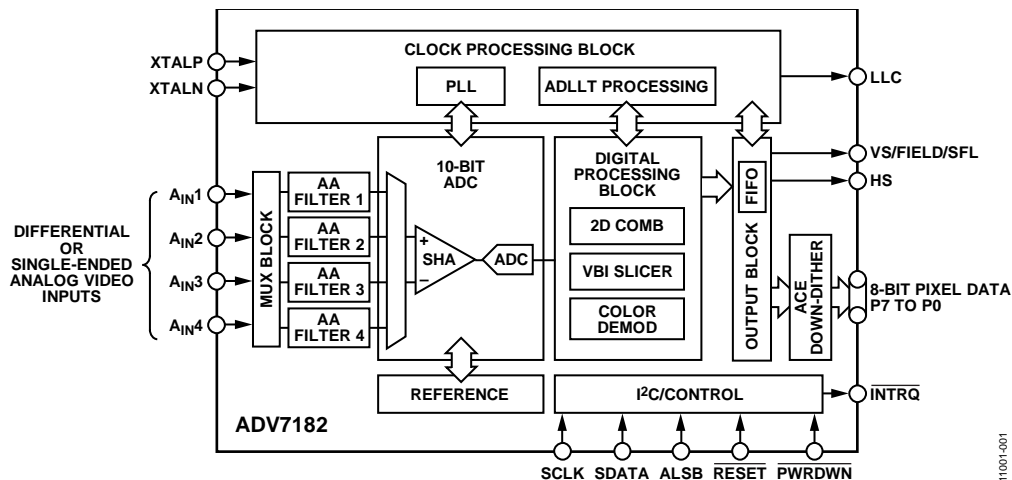 CLOCK PROCESSING BLOCK
XTALP
XTALN
PLL
ADLLT PROCESSING
LLC
10-BIT
ADC
DIGITAL
PROCESSING
BLOCK
FIFO
OUTPUT BLOCK
VS/FIELD/SFL
HS
DIFFERENTIAL
OR
SINGLE-ENDED
ANALOG VIDEO
INPUTS
AIN1
AIN2
AIN3
AIN4
MUX BLOCK
AA
FILTER 1
AA
FILTER 2
AA
FILTER 3
AA
FILTER 4
+
SHA
–
ADC
2D COMB
VBI SLICER
COLOR
DEMOD
ACE
DOWN-DITHER
8-BIT PIXEL DATA
P7 TO P0
REFERENCE
I2C/CONTROL
INTRQ
ADV7182
SCLK
SDATA
ALSB
RESET
PWRDWN
11001-001